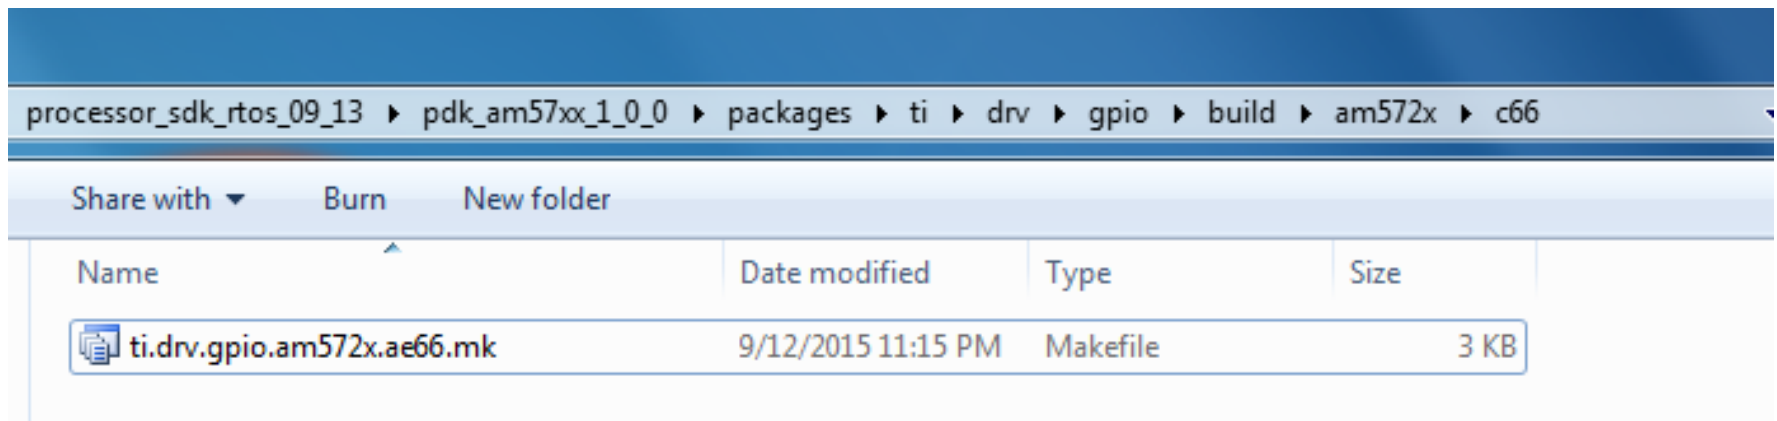 processor_sdk_rtos_09_13 ▸ pdk_am57xx_1_0_0 ▸ packages ▸ ti ▸ drv ▸ gpio ▸ build ▸ am572x ▸ c66
Share with ▾ Burn New folder
Name Date modified Type Size
ti.drv.gpio.am572x.ae66.mk 9/12/2015 11:15 PM Makefile 3 KB